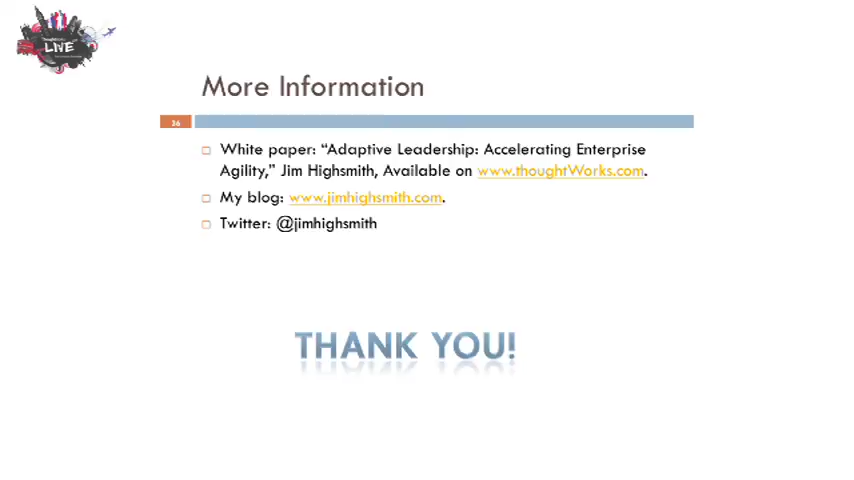 ThoughtWorks
LIVE
More Information
36
White paper: “Adaptive Leadership: Accelerating Enterprise
Agility,” Jim Highsmith, Available on www.thoughtWorks.com.
My blog: www.jimhighsmith.com.
Twitter: @jimhighsmith
THANK YOU!